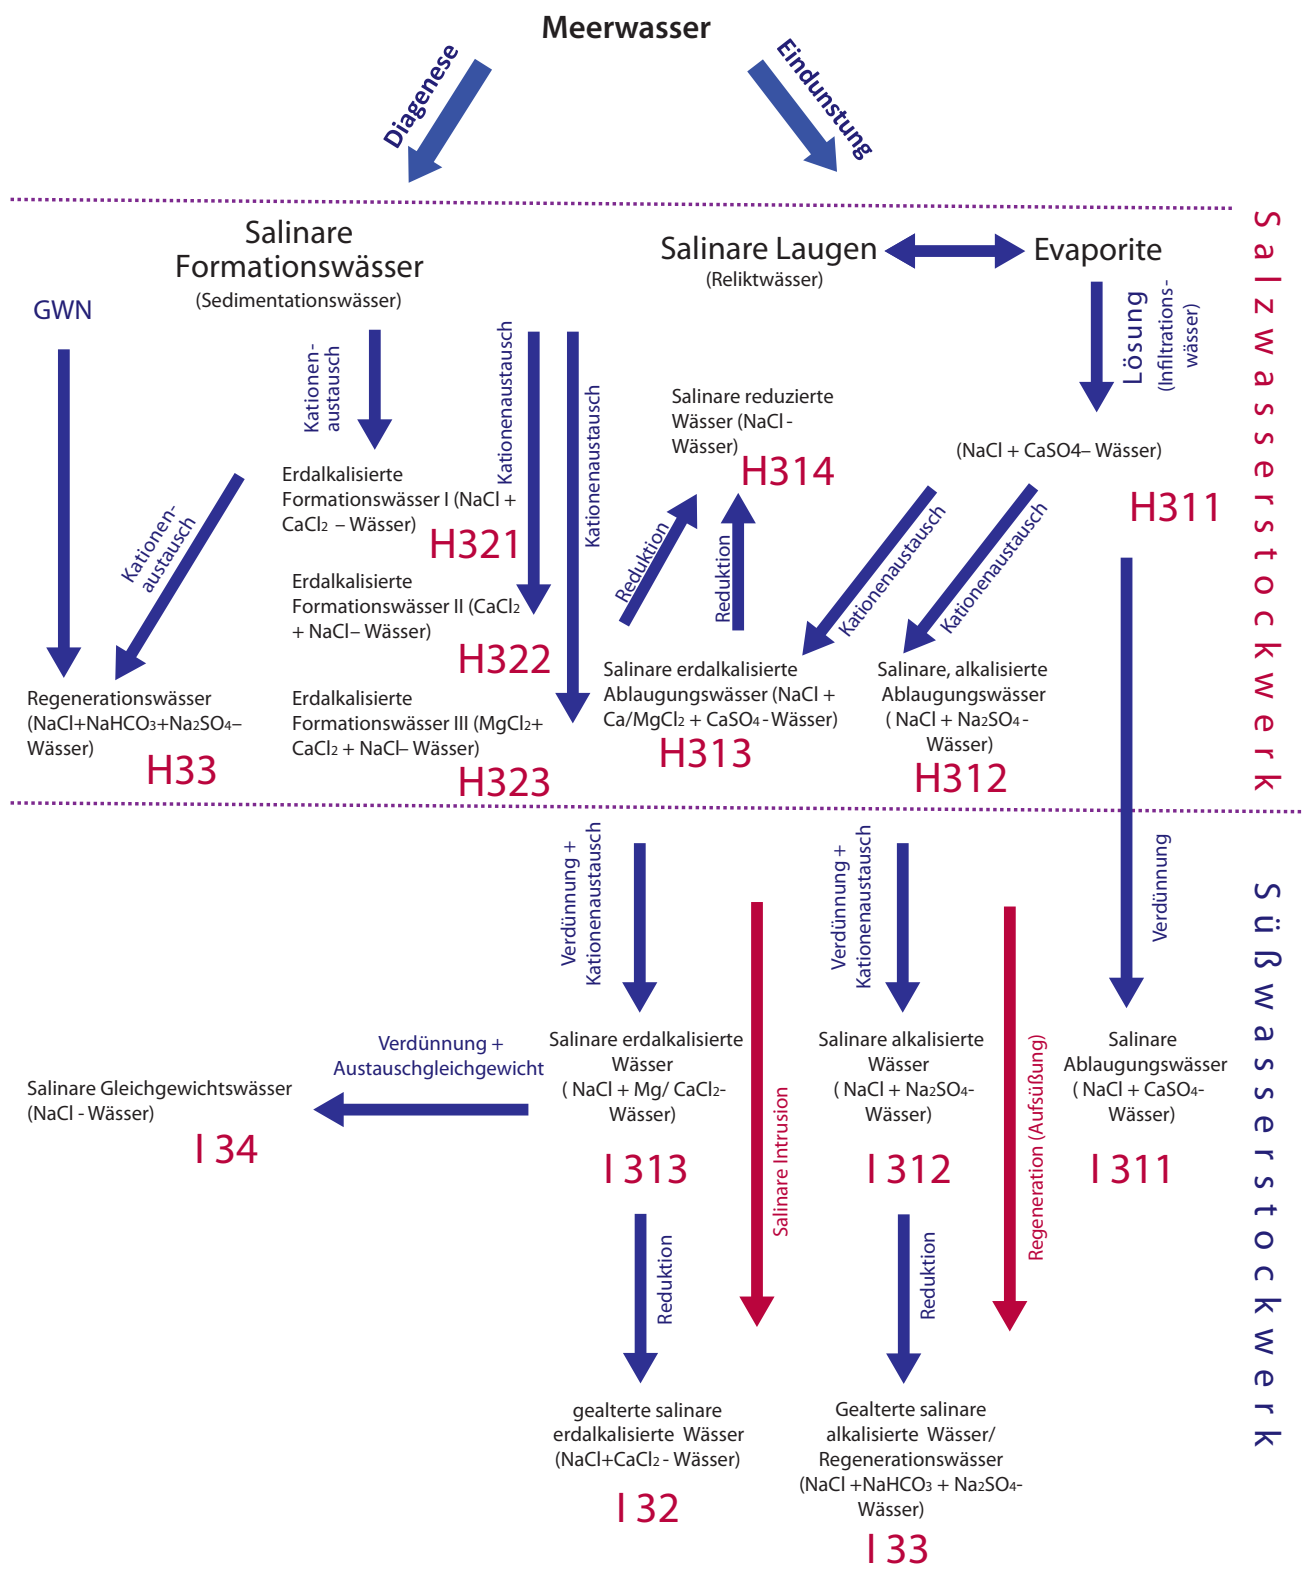 Meerwasser
Diagenese
Eindunstung
Salzwasserstockwerk
Salinare
Formationswässer
(Sedimentationswässer)
Salinare Laugen
(Reliktwässer)
Evaporite
GWN
Kationen-
austausch
Kationenaustausch
Kationenaustausch
Lösung
(Infiltrations-
wässer)
Salinare reduzierte
Wässer (NaCl -
Wässer)
H314
(NaCl + CaSO4– Wässer)
H311
Erdalkalisierte
Formationswässer I (NaCl +
CaCl₂ – Wässer)
H321
Kationen-
austausch
Reduktion
Reduktion
Kationenaustausch
Kationenaustausch
Erdalkalisierte
Formationswässer II (CaCl₂
+ NaCl– Wässer)
H322
Regenerationswässer
(NaCl+NaHCO₃+Na₂SO₄–
Wässer)
H33
Erdalkalisierte
Formationswässer III (MgCl₂+
CaCl₂ + NaCl– Wässer)
H323
Salinare erdalkalisierte
Ablaugungswässer (NaCl +
Ca/MgCl₂ + CaSO₄ - Wässer)
H313
Salinare, alkalisierte
Ablaugungswässer
( NaCl + Na₂SO₄ -
Wässer)
H312
Süßwasserstockwerk
Verdünnung +
Kationenaustausch
Verdünnung +
Kationenaustausch
Verdünnung
Verdünnung +
Austauschgleichgewicht
Salinare Gleichgewichtswässer
(NaCl - Wässer)
I 34
Salinare erdalkalisierte
Wässer
( NaCl + Mg/ CaCl₂-
Wässer)
I 313
Salinare Intrusion
Salinare alkalisierte
Wässer
( NaCl + Na₂SO₄-
Wässer)
I 312
Regeneration (Aufsüßung)
Salinare
Ablaugungswässer
( NaCl + CaSO₄-
Wässer)
I 311
Reduktion
Reduktion
gealterte salinare
erdalkalisierte Wässer
(NaCl+CaCl₂ - Wässer)
I 32
Gealterte salinare
alkalisierte Wässer/
Regenerationswässer
(NaCl +NaHCO₃ + Na₂SO₄-
Wässer)
I 33